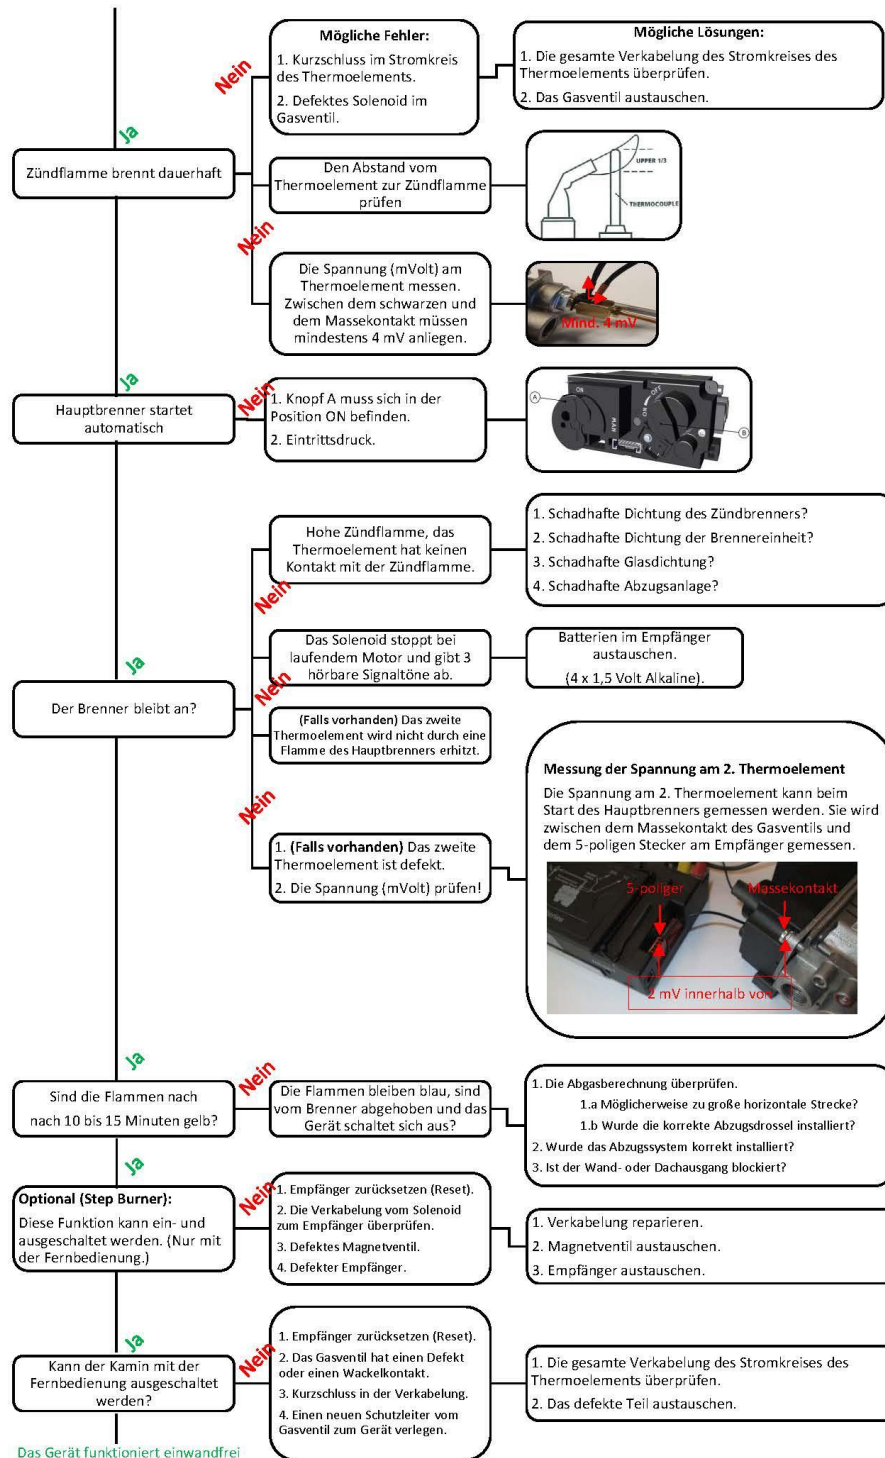 Mögliche Fehler:
1. Kurzschluss im Stromkreis
des Thermoelements.
2. Defektes Solenoid im
Gasventil.
Mögliche Lösungen:
1. Die gesamte Verkabelung des Stromkreises des
Thermoelements überprüfen.
2. Das Gasventil austauschen.
Nein
Ja
Zündflamme brennt dauerhaft
Den Abstand vom
Thermoelement zur Zündflamme
prüfen
UPPER 1/3
THERMOCOUPLE
Nein
Die Spannung (mVolt) am
Thermoelement messen.
Zwischen dem schwarzen und
dem Massekontakt müssen
mindestens 4 mV anliegen.
Mind. 4 mV
Ja
Hauptbrenner startet
automatisch
Nein
1. Knopf A muss sich in der
Position ON befinden.
2. Eintrittsdruck.
A
ON
MAN
OFF
ON
B
Hohe Zündflamme, das
Thermoelement hat keinen
Kontakt mit der Zündflamme.
1. Schadhafte Dichtung des Zündbrenners?
2. Schadhafte Dichtung der Brennereinheit?
3. Schadhafte Glasdichtung?
4. Schadhafte Abzugsanlage?
Nein
Ja
Der Brenner bleibt an?
Das Solenoid stoppt bei
laufendem Motor und gibt 3
hörbare Signaltöne ab.
Batterien im Empfänger
austauschen.
(4 x 1,5 Volt Alkaline).
Nein
(Falls vorhanden) Das zweite
Thermoelement wird nicht durch eine
Flamme des Hauptbrenners erhitzt.
Nein
1. (Falls vorhanden) Das zweite
Thermoelement ist defekt.
2. Die Spannung (mVolt) prüfen!
Messung der Spannung am 2. Thermoelement
Die Spannung am 2. Thermoelement kann beim
Start des Hauptbrenners gemessen werden. Sie wird
zwischen dem Massekontakt des Gasventils und
dem 5-poligen Stecker am Empfänger gemessen.
5-poliger
Massekontakt
2 mV innerhalb von
Ja
Sind die Flammen nach
nach 10 bis 15 Minuten gelb?
Nein
Die Flammen bleiben blau, sind
vom Brenner abgehoben und das
Gerät schaltet sich aus?
1. Die Abgasberechnung überprüfen.
1.a Möglicherweise zu große horizontale Strecke?
1.b Wurde die korrekte Abzugsdrossel installiert?
2. Wurde das Abzugssystem korrekt installiert?
3. Ist der Wand- oder Dachausgang blockiert?
Ja
Optional (Step Burner):
Diese Funktion kann ein- und
ausgeschaltet werden. (Nur mit
der Fernbedienung.)
Nein
1. Empfänger zurücksetzen (Reset).
2. Die Verkabelung vom Solenoid
zum Empfänger überprüfen.
3. Defektes Magnetventil.
4. Defekter Empfänger.
1. Verkabelung reparieren.
2. Magnetventil austauschen.
3. Empfänger austauschen.
Ja
Kann der Kamin mit der
Fernbedienung ausgeschaltet
werden?
Nein
1. Empfänger zurücksetzen (Reset).
2. Das Gasventil hat einen Defekt
oder einen Wackelkontakt.
3. Kurzschluss in der Verkabelung.
4. Einen neuen Schutzleiter vom
Gasventil zum Gerät verlegen.
1. Die gesamte Verkabelung des Stromkreises des
Thermoelements überprüfen.
2. Das defekte Teil austauschen.
Das Gerät funktioniert einwandfrei